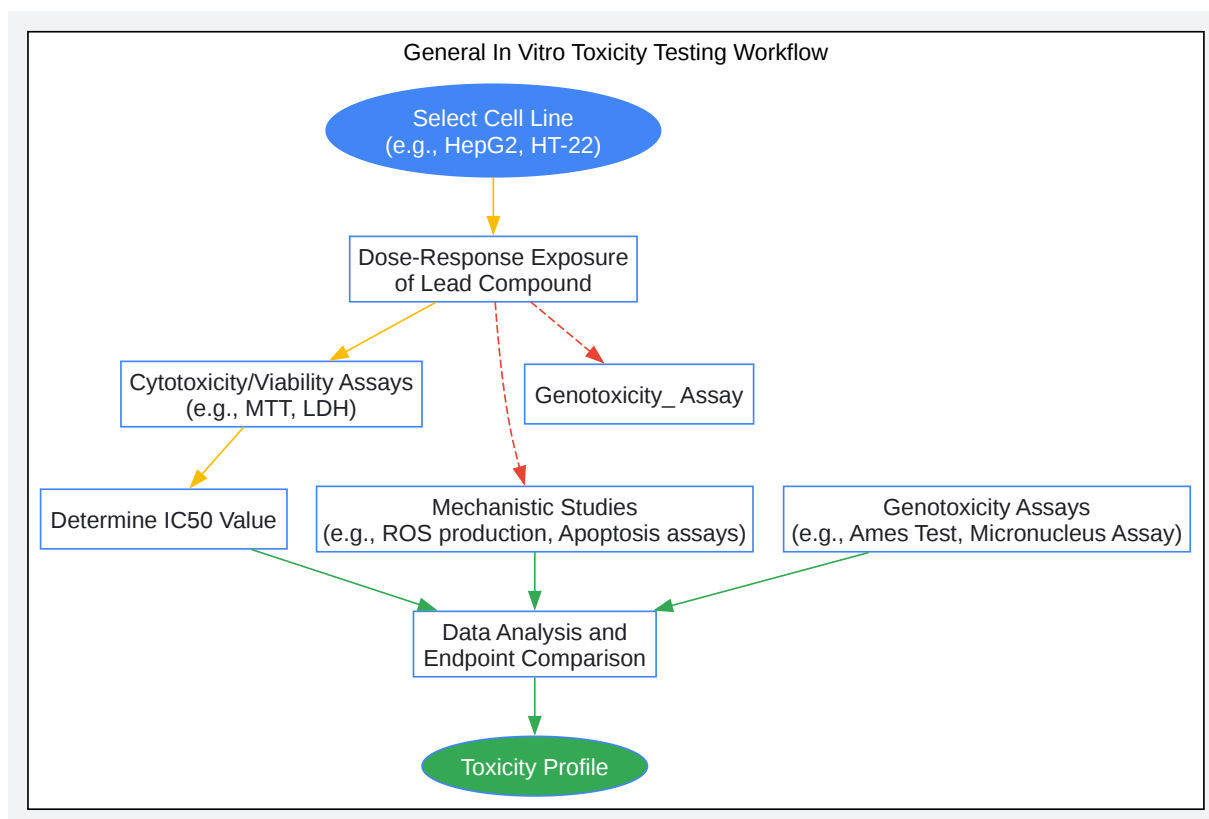 General In Vitro Toxicity Testing Workflow
Select Cell Line
(e.g., HepG2, HT-22)
Dose-Response Exposure
of Lead Compound
Cytotoxicity/Viability Assays
(e.g., MTT, LDH)
Genotoxicity_ Assay
Determine IC50 Value
Mechanistic Studies
(e.g., ROS production, Apoptosis assays)
Genotoxicity Assays
(e.g., Ames Test, Micronucleus Assay)
Data Analysis and
Endpoint Comparison
Toxicity Profile